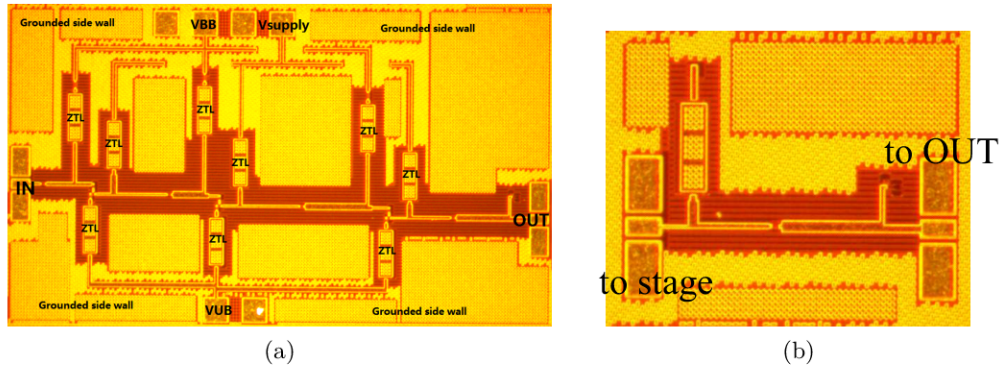 Grounded side wall
VBB
Vsupply
Grounded side wall
ZTL
ZTL
ZTL
ZTL
ZTL
ZTL
IN
OUT
ZTL
ZTL
ZTL
Grounded side wall
VUB
Grounded side wall
(a)
to OUT
to stage
(b)